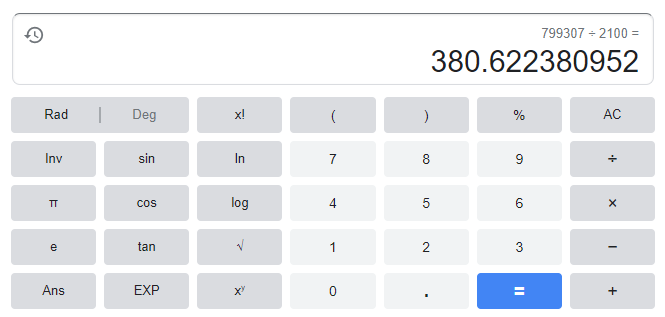 799307 ÷ 2100 =
380.622380952
Rad | Deg x! ( ) % AC
Inv sin ln 7 8 9 ÷
π cos log 4 5 6 ×
e tan √ 1 2 3 −
Ans EXP xʸ 0 . = +